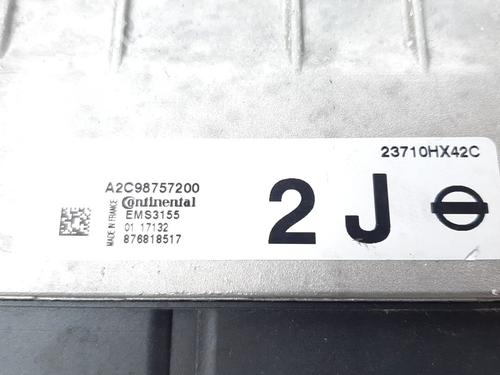 23710HX42C
A2C98757200
Continental
EMS3155
01 17132
876818517
MADE IN FRANCE
2 J